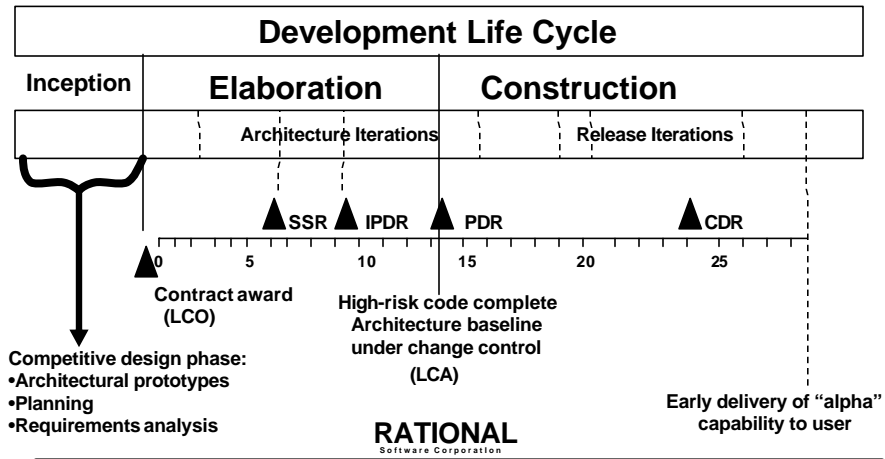 Development Life Cycle
Inception
Elaboration
Construction
Architecture Iterations
Release Iterations
SSR
IPDR
PDR
CDR
0
5
10
15
20
25
Contract award
(LCO)
High-risk code complete
Architecture baseline
under change control
(LCA)
Competitive design phase:
•Architectural prototypes
•Planning
•Requirements analysis
Early delivery of “alpha”
capability to user
RATIONAL
Software Corporation